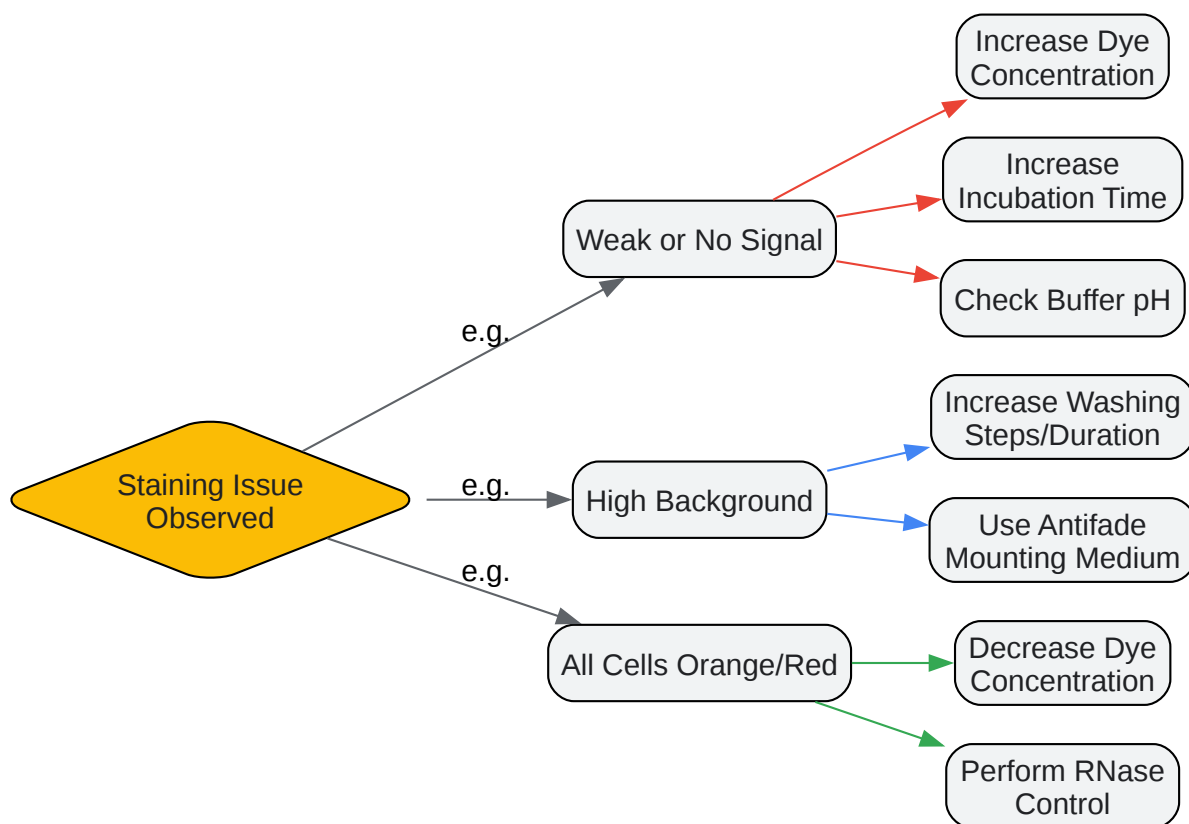 Increase Dye
Concentration
Increase
Incubation Time
Weak or No Signal
Check Buffer pH
e.g.
Increase Washing
Steps/Duration
Staining Issue
Observed
e.g.
High Background
Use Antifade
Mounting Medium
e.g.
All Cells Orange/Red
Decrease Dye
Concentration
Perform RNase
Control